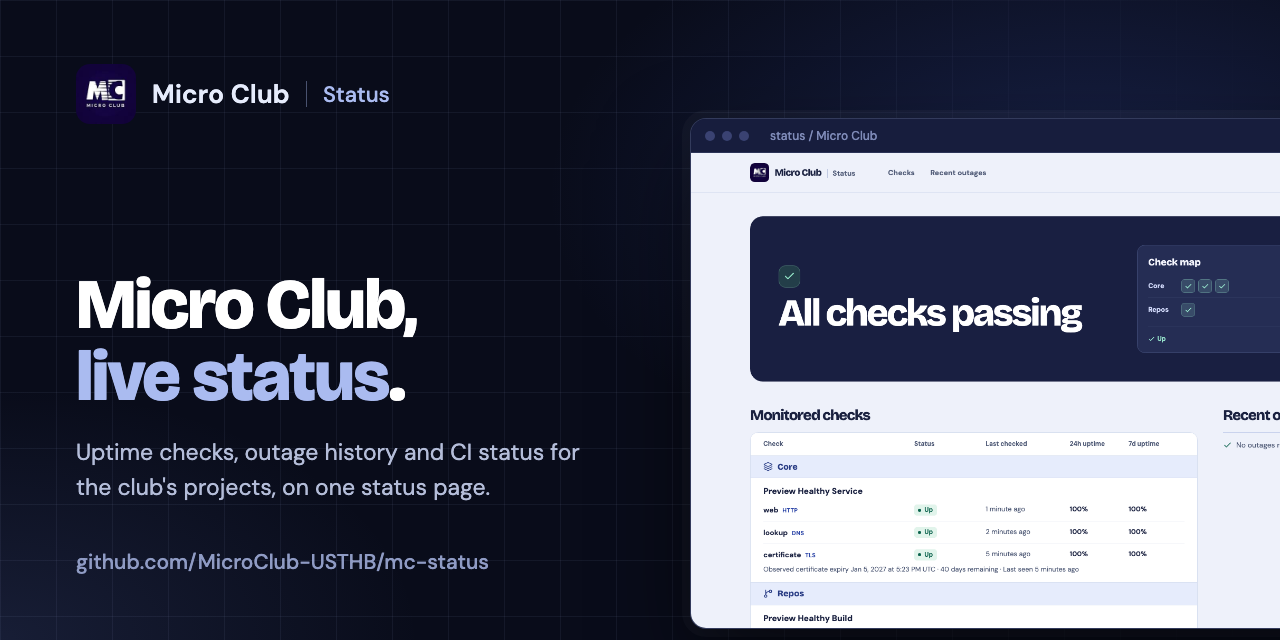 MC
MICRO CLUB
Micro Club
Status
Micro Club,
live status.
Uptime checks, outage history and CI status for
the club's projects, on one status page.
github.com/MicroClub-USTHB/mc-status
status / Micro Club
MC Micro Club Status Checks Recent outages
All checks passing
Check map
Core
Repos
Up
Monitored checks
Check Status Last checked 24h uptime 7d uptime
Core
Preview Healthy Service
web HTTP Up 1 minute ago 100% 100%
lookup DNS Up 2 minutes ago 100% 100%
certificate TLS Up 5 minutes ago 100% 100%
Observed certificate expiry Jan 5, 2027 at 5:23 PM UTC · 40 days remaining · Last seen 5 minutes ago
Repos
Preview Healthy Build
Recent
No outages